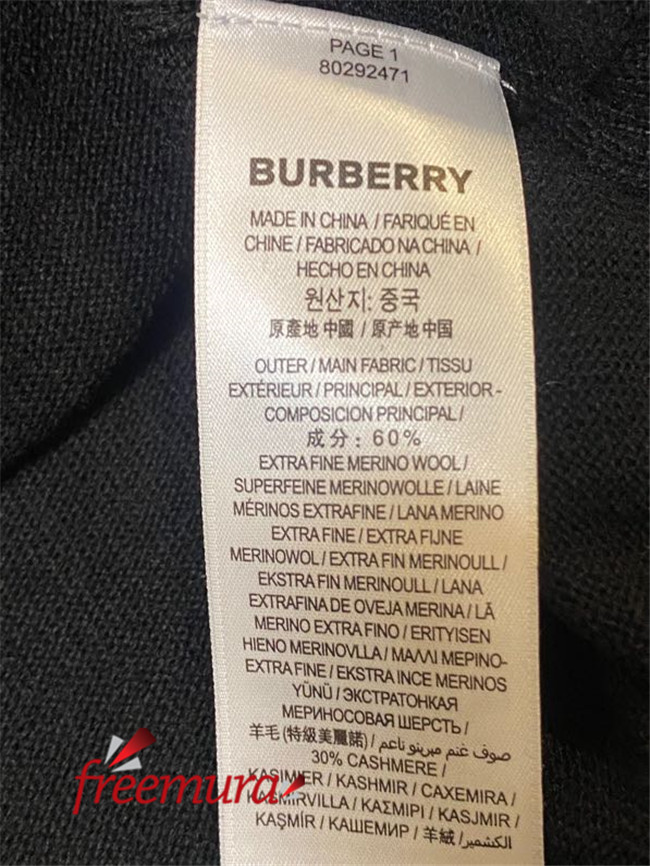 PAGE 1
80292471
BURBERRY
MADE IN CHINA / FARIQUÉ EN
CHINE / FABRICADO NA CHINA /
HECHO EN CHINA
원산지: 중국
原產地 中國 / 原产地 中国
OUTER / MAIN FABRIC / TISSU
EXTÉRIEUR / PRINCIPAL / EXTERIOR -
COMPOSICION PRINCIPAL /
成分: 60%
EXTRA FINE MERINO WOOL /
SUPERFEINE MERINOWOLLE / LAINE
MÉRINOS EXTRAFINE / LANA MERINO
EXTRA FINE / EXTRA FIJNE
MERINOWOL / EXTRA FIN MERINOULL /
EKSTRA FIN MERINOULL / LANA
EXTRAFINA DE OVEJA MERINA / LÃ
MERINO EXTRA FINO / ERITYISEN
HIENO MERINOVLLA / ΜΑΛΛΙ ΜΕΡΙΝΟ-
EXTRA FINE / EKSTRA INCE MERINOS
YÜNÜ / ЭКСТРАТОНКАЯ
МЕРИНОСОВАЯ ШЕРСТЬ /
羊毛 (特級美麗諾) / صوف غنم مرينو ناعم /
30% CASHMERE /
KASJMIER / KASHMIR / CAXEMIRA /
KASMIRVILLA / ΚΑΣΜΙΡΙ / KASJMIR /
KAŞMİR / КАШЕМИР / 羊絨 / الكشمير
freemura